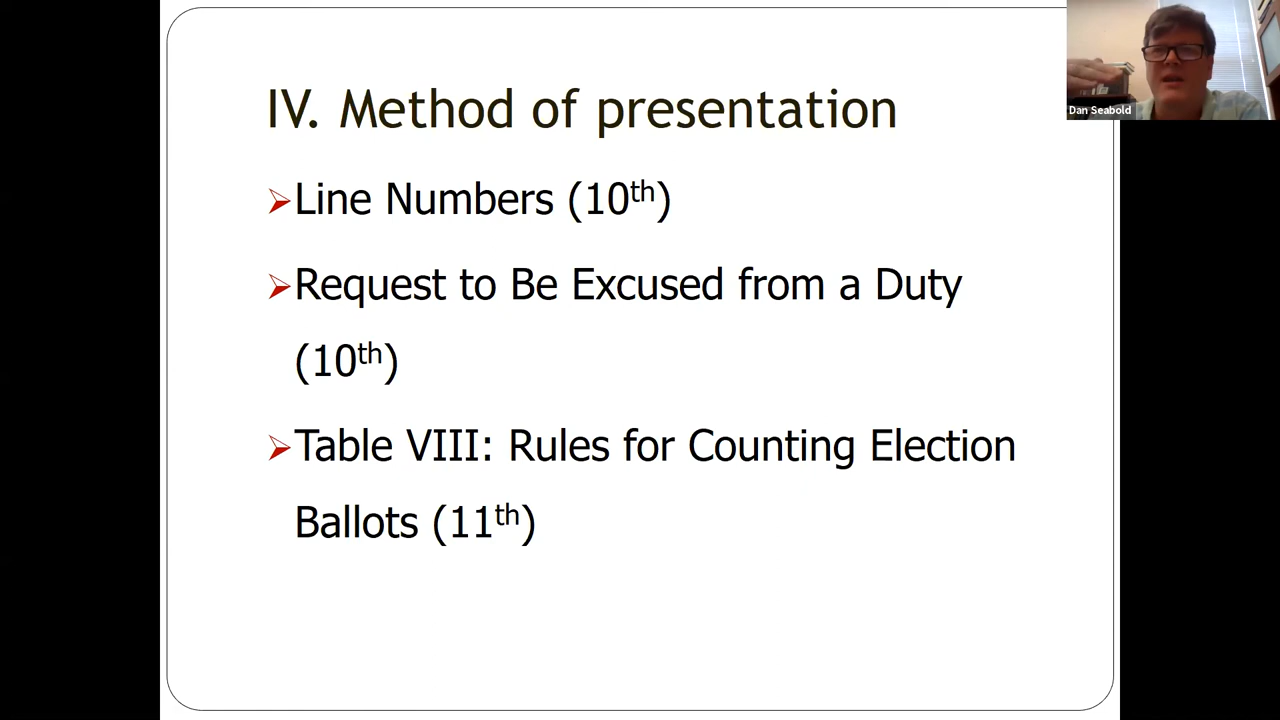 IV. Method of presentation
Line Numbers (10th)
Request to Be Excused from a Duty
(10th)
Table VIII: Rules for Counting Election
Ballots (11th)
Dan Seabold